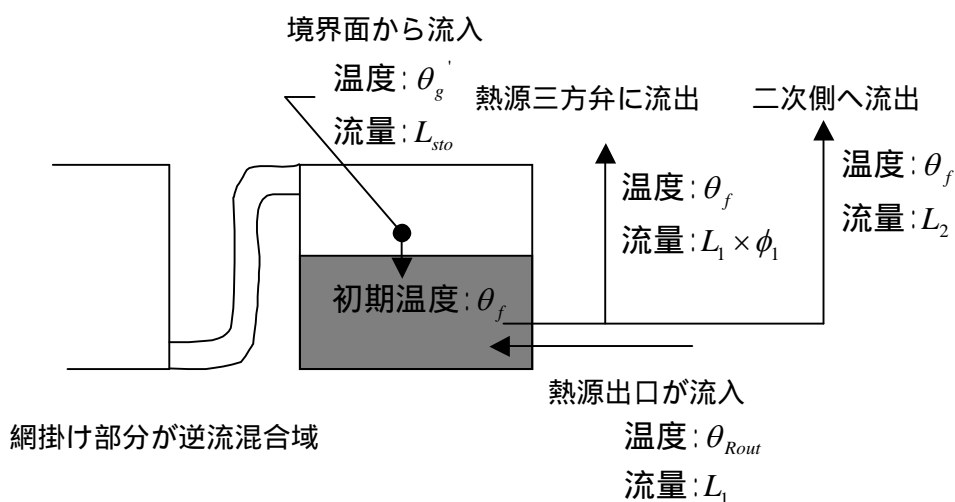 境界面から流入
温度: θg'
流量: Lsto
熱源三方弁に流出
温度: θf
流量: L1 × φ1
二次側へ流出
温度: θf
流量: L2
初期温度: θf
熱源出口が流入
温度: θRout
流量: L1
網掛け部分が逆流混合域